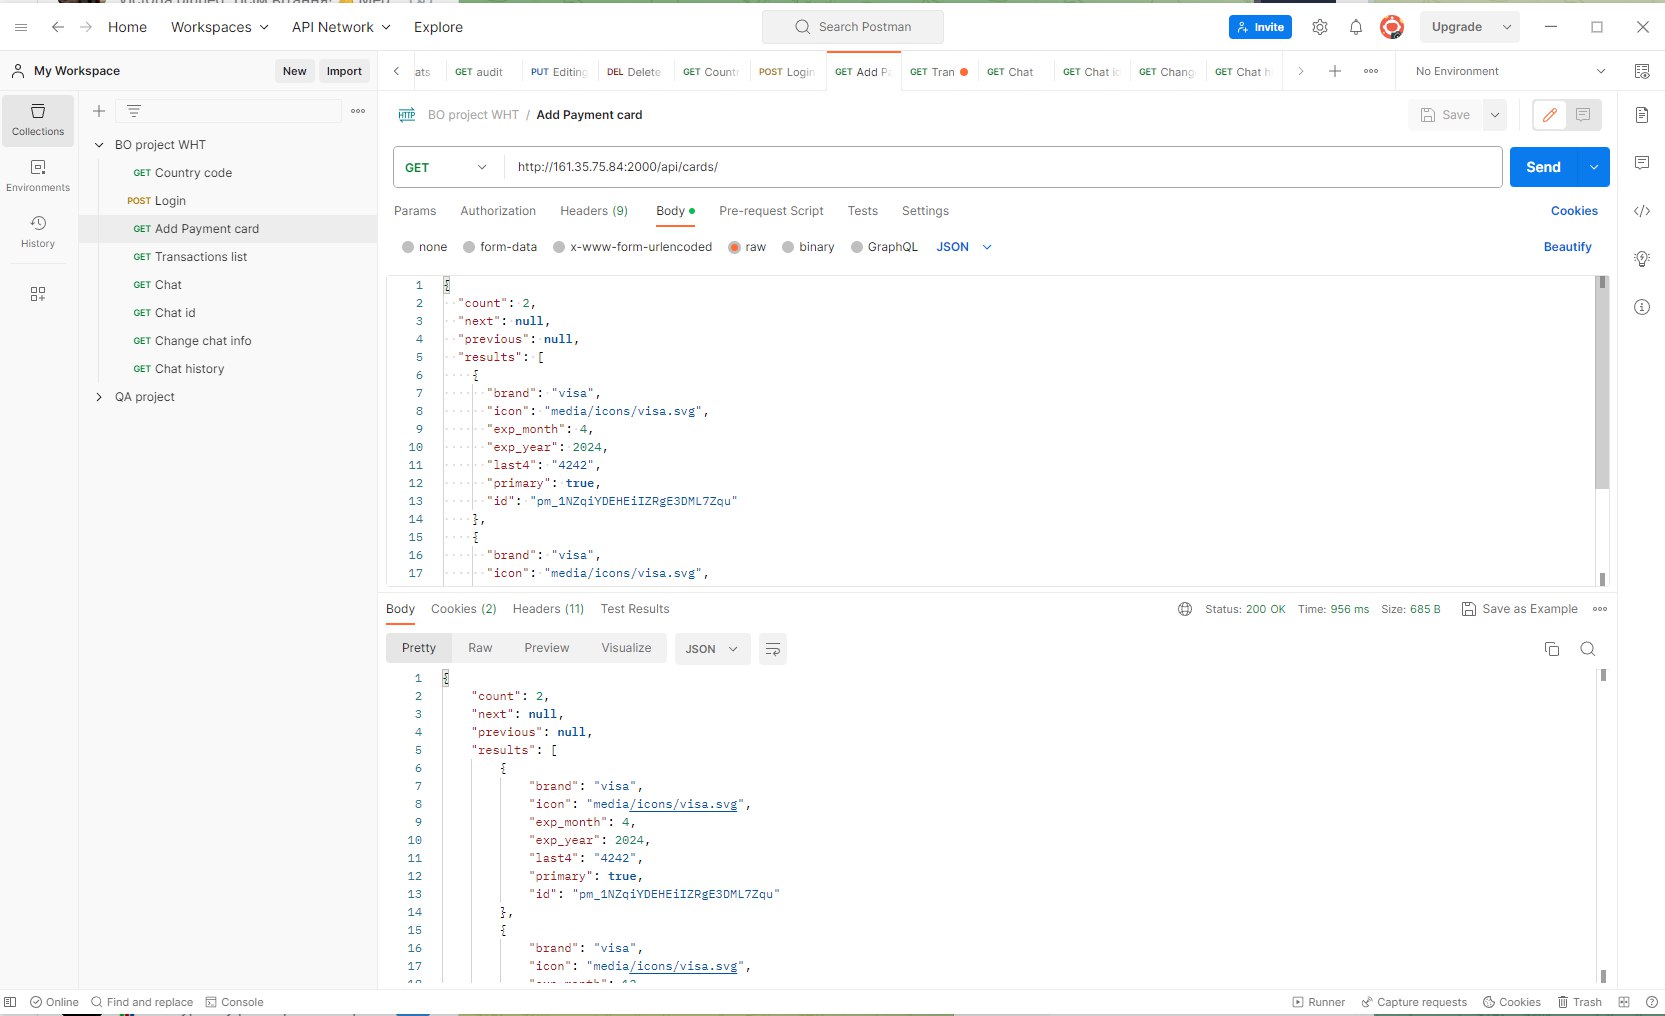 Home
Workspaces
API Network
Explore
Search Postman
Invite
Upgrade
My Workspace
New
Import
ats
GET audit
PUT Editing
DEL Delete
GET Countr
POST Login
GET Add Pa
GET Tran
GET Chat
GET Chat ic
GET Chang
GET Chat h
No Environment
Collections
Environments
History
BO project WHT
GET Country code
POST Login
GET Add Payment card
GET Transactions list
GET Chat
GET Chat id
GET Change chat info
GET Chat history
QA project
HTTP BO project WHT / Add Payment card
Save
GET
http://161.35.75.84:2000/api/cards/
Send
Params Authorization Headers (9) Body Pre-request Script Tests Settings
Cookies
none form-data x-www-form-urlencoded raw binary GraphQL JSON
Beautify
1 {
2 "count": 2,
3 "next": null,
4 "previous": null,
5 "results": [
6 {
7 "brand": "visa",
8 "icon": "media/icons/visa.svg",
9 "exp_month": 4,
10 "exp_year": 2024,
11 "last4": "4242",
12 "primary": true,
13 "id": "pm_1NZqiYDEHEiIZRgE3DML7Zqu"
14 },
15 {
16 "brand": "visa",
17 "icon": "media/icons/visa.svg",
Body Cookies (2) Headers (11) Test Results
Status: 200 OK Time: 956 ms Size: 685 B
Save as Example
Pretty Raw Preview Visualize JSON
1 {
2 "count": 2,
3 "next": null,
4 "previous": null,
5 "results": [
6 {
7 "brand": "visa",
8 "icon": "media/icons/visa.svg",
9 "exp_month": 4,
10 "exp_year": 2024,
11 "last4": "4242",
12 "primary": true,
13 "id": "pm_1NZqiYDEHEiIZRgE3DML7Zqu"
14 },
15 {
16 "brand": "visa",
17 "icon": "media/icons/visa.svg",
Online Find and replace Console
Runner Capture requests Cookies Trash